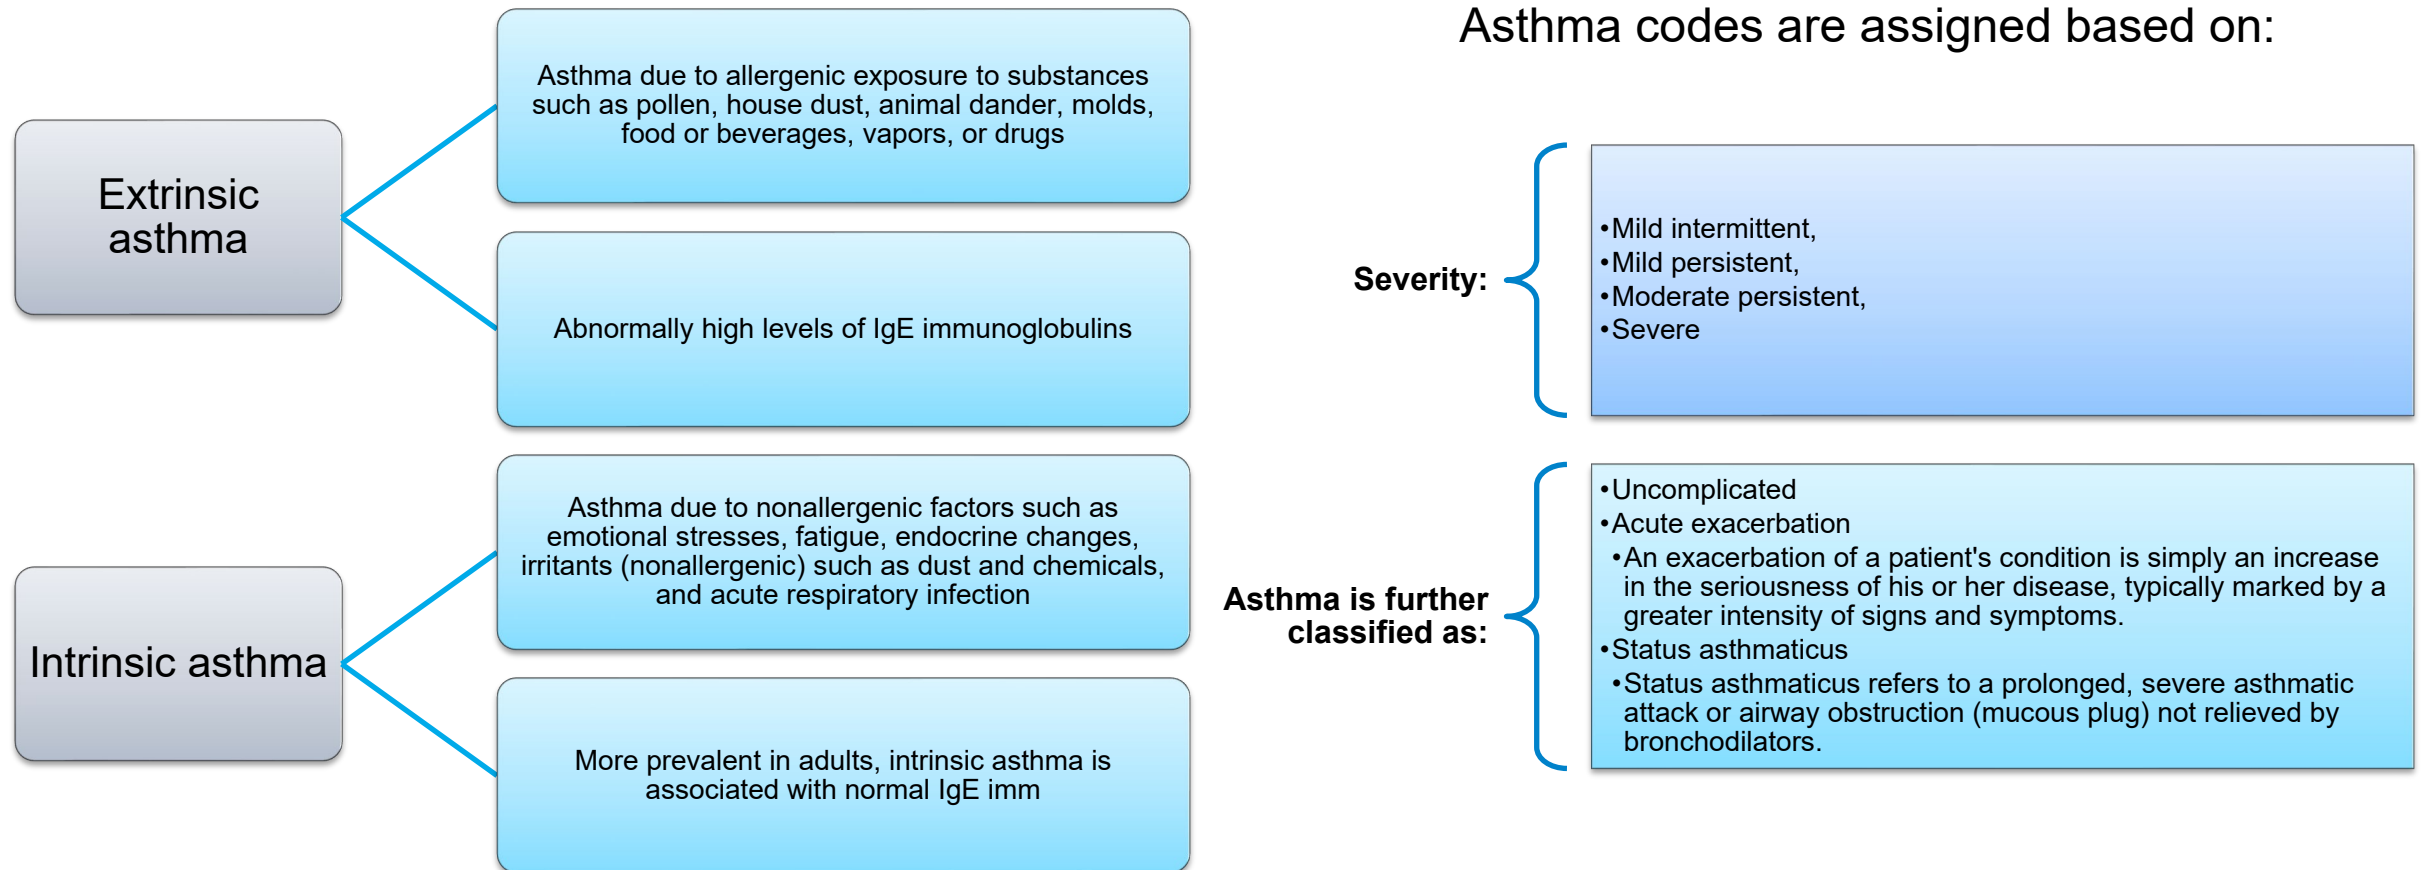 Extrinsic
asthma
Asthma due to allergenic exposure to substances
such as pollen, house dust, animal dander, molds,
food or beverages, vapors, or drugs
Abnormally high levels of IgE immunoglobulins
Intrinsic asthma
Asthma due to nonallergenic factors such as
emotional stresses, fatigue, endocrine changes,
irritants (nonallergenic) such as dust and chemicals,
and acute respiratory infection
More prevalent in adults, intrinsic asthma is
associated with normal IgE imm
Asthma codes are assigned based on:
Severity:
•Mild intermittent,
•Mild persistent,
•Moderate persistent,
•Severe
Asthma is further
classified as:
•Uncomplicated
•Acute exacerbation
•An exacerbation of a patient's condition is simply an increase
in the seriousness of his or her disease, typically marked by a
greater intensity of signs and symptoms.
•Status asthmaticus
•Status asthmaticus refers to a prolonged, severe asthmatic
attack or airway obstruction (mucous plug) not relieved by
bronchodilators.